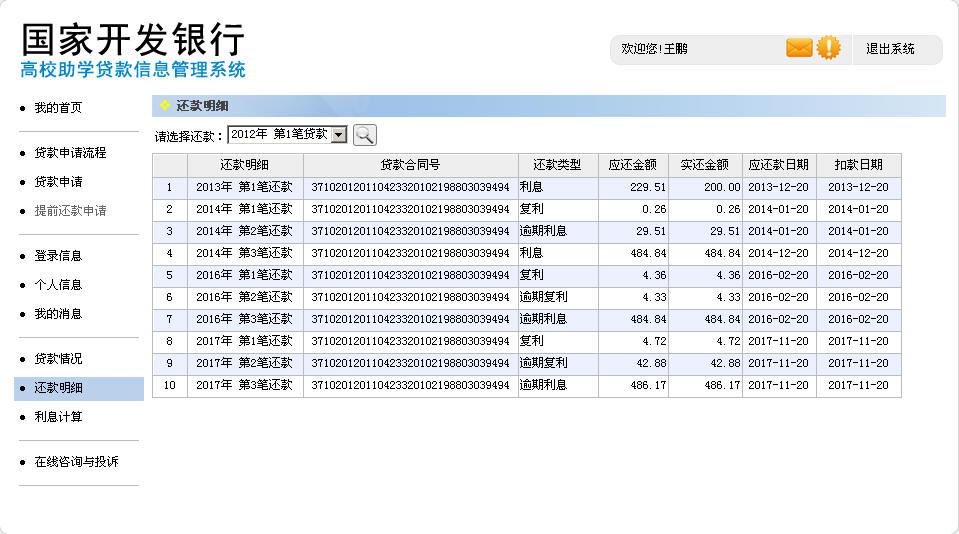 国家开发银行
高校助学贷款信息管理系统
欢迎您!王鹏 退出系统
我的首页
贷款申请流程
贷款申请
提前还款申请
登录信息
个人信息
我的消息
贷款情况
还款明细
利息计算
在线咨询与投诉
还款明细
请选择还款： 2012年 第1笔贷款
还款明细 贷款合同号 还款类型 应还金额 实还金额 应还款日期 扣款日期
1 2013年 第1笔还款 37102012011042332010219880303949​4 利息 229.51 200.00 2013-12-20 2013-12-20
2 2014年 第1笔还款 371020120110423320102198803039494 复利 0.26 0.26 2014-01-20 2014-01-20
3 2014年 第2笔还款 371020120110423320102198803039494 逾期利息 29.51 29.51 2014-01-20 2014-01-20
4 2014年 第3笔还款 371020120110423320102198803039494 利息 484.84 484.84 2014-12-20 2014-12-20
5 2016年 第1笔还款 371020120110423320102198803039494 复利 4.36 4.36 2016-02-20 2016-02-20
6 2016年 第2笔还款 371020120110423320102198803039494 逾期复利 4.33 4.33 2016-02-20 2016-02-20
7 2016年 第3笔还款 371020120110423320102198803039494 逾期利息 484.84 484.84 2016-02-20 2016-02-20
8 2017年 第1笔还款 371020120110423320102198803039494 复利 4.72 4.72 2017-11-20 2017-11-20
9 2017年 第2笔还款 371020120110423320102198803039494 逾期复利 42.88 42.88 2017-11-20 2017-11-20
10 2017年 第3笔还款 371020120110423320102198803039494 逾期利息 486.17 486.17 2017-11-20 2017-11-20